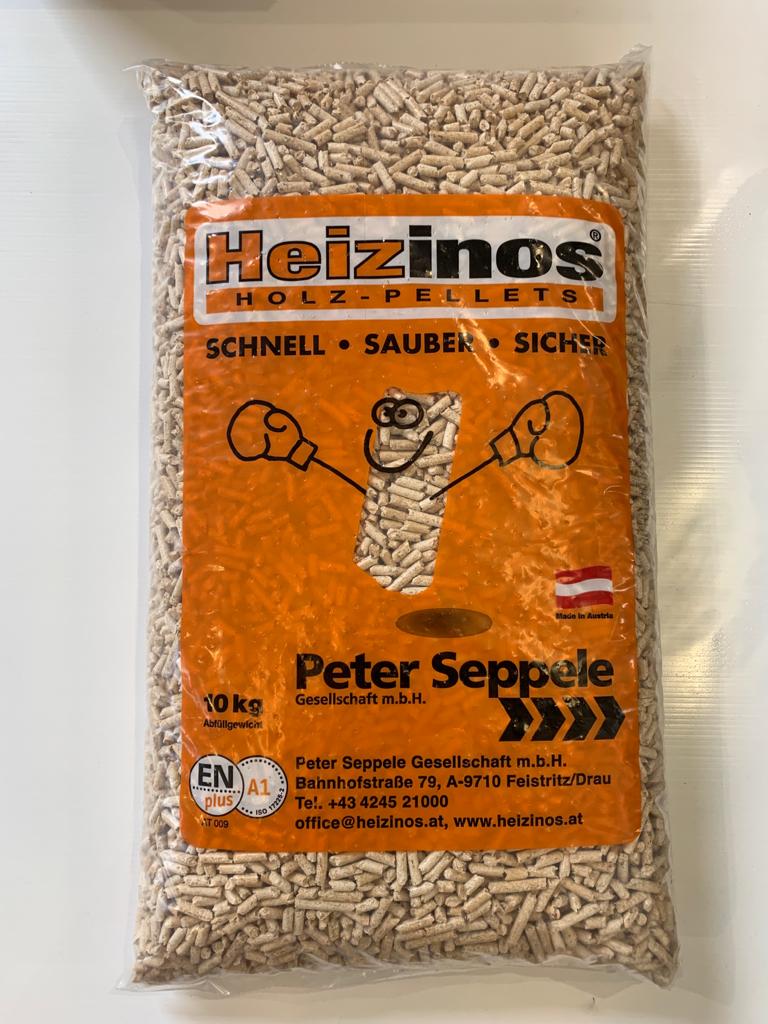 Heizinos®
HOLZ-PELLETS
SCHNELL • SAUBER • SICHER
Made in Austria
Peter Seppele
Gesellschaft m.b.H.
10 kg
Abfüllgewicht
Peter Seppele Gesellschaft m.b.H.
Bahnhofstraße 79, A-9710 Feistritz/Drau
Tel. +43 4245 21000
office@heizinos.at, www.heizinos.at
EN
plus
A1
ISO 17225-2
AT 009